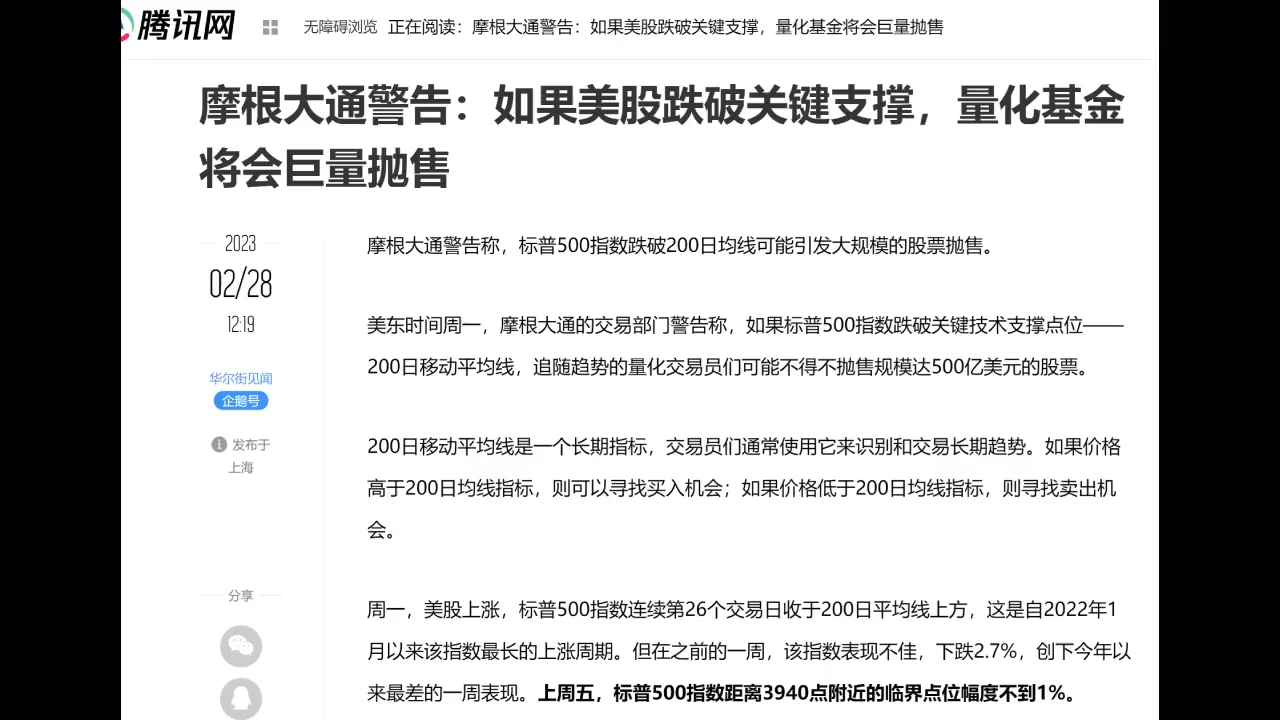 腾讯网
无障碍浏览 正在阅读：摩根大通警告：如果美股跌破关键支撑，量化基金将会巨量抛售
摩根大通警告：如果美股跌破关键支撑，量化基金
将会巨量抛售
2023
02/28
12:19
华尔街见闻
企鹅号
发布于
上海
分享
摩根大通警告称，标普500指数跌破200日均线可能引发大规模的股票抛售。
美东时间周一，摩根大通的交易部门警告称，如果标普500指数跌破关键技术支撑点位——
200日移动平均线，追随趋势的量化交易员们可能不得不抛售规模达500亿美元的股票。
200日移动平均线是一个长期指标，交易员们通常使用它来识别和交易长期趋势。如果价格
高于200日均线指标，则可以寻找买入机会；如果价格低于200日均线指标，则寻找卖出机
会。
周一，美股上涨，标普500指数连续第26个交易日收于200日平均线上方，这是自2022年1
月以来该指数最长的上涨周期。但在之前的一周，该指数表现不佳，下跌2.7%，创下今年以
来最差的一周表现。上周五，标普500指数距离3940点附近的临界点位幅度不到1%。